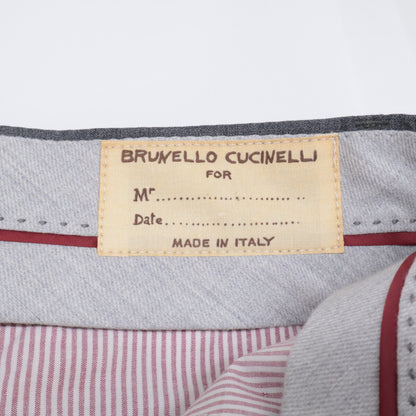 BRUNELLO CUCINELLI
FOR
Mr..............................
Date..............................
MADE IN ITALY